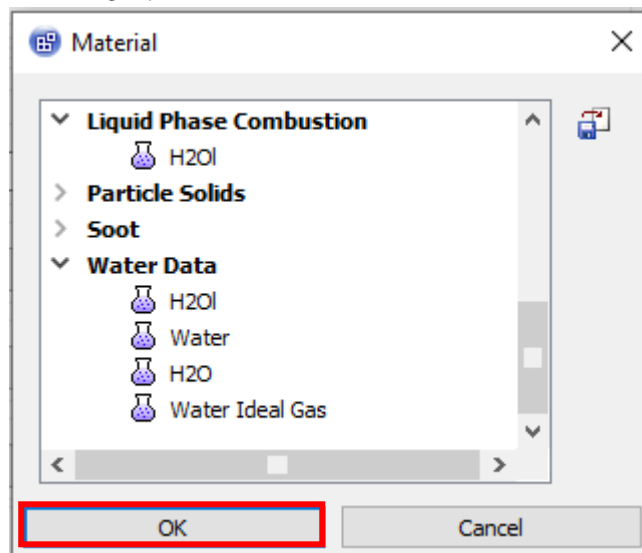 Material
Liquid Phase Combustion
H2Ol
Particle Solids
Soot
Water Data
H2Ol
Water
H2O
Water Ideal Gas
OK Cancel